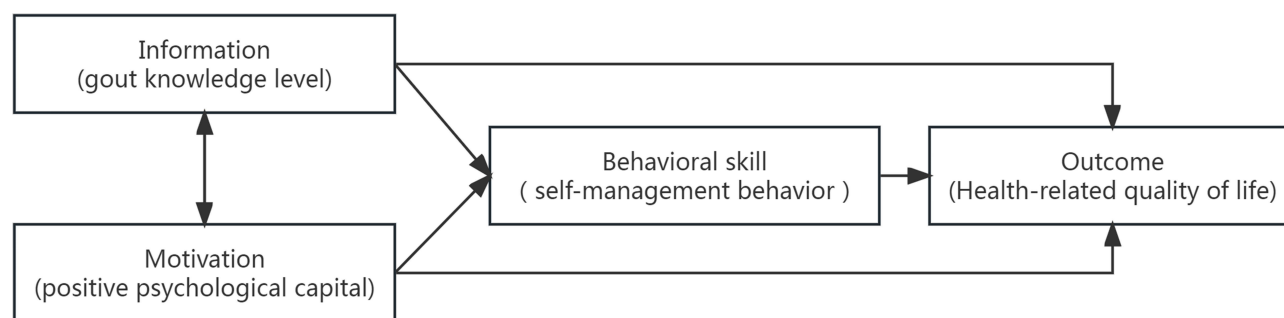 Information
(gout knowledge level)
Behavioral skill
( self-management behavior )
Outcome
(Health-related quality of life)
Motivation
(positive psychological capital)